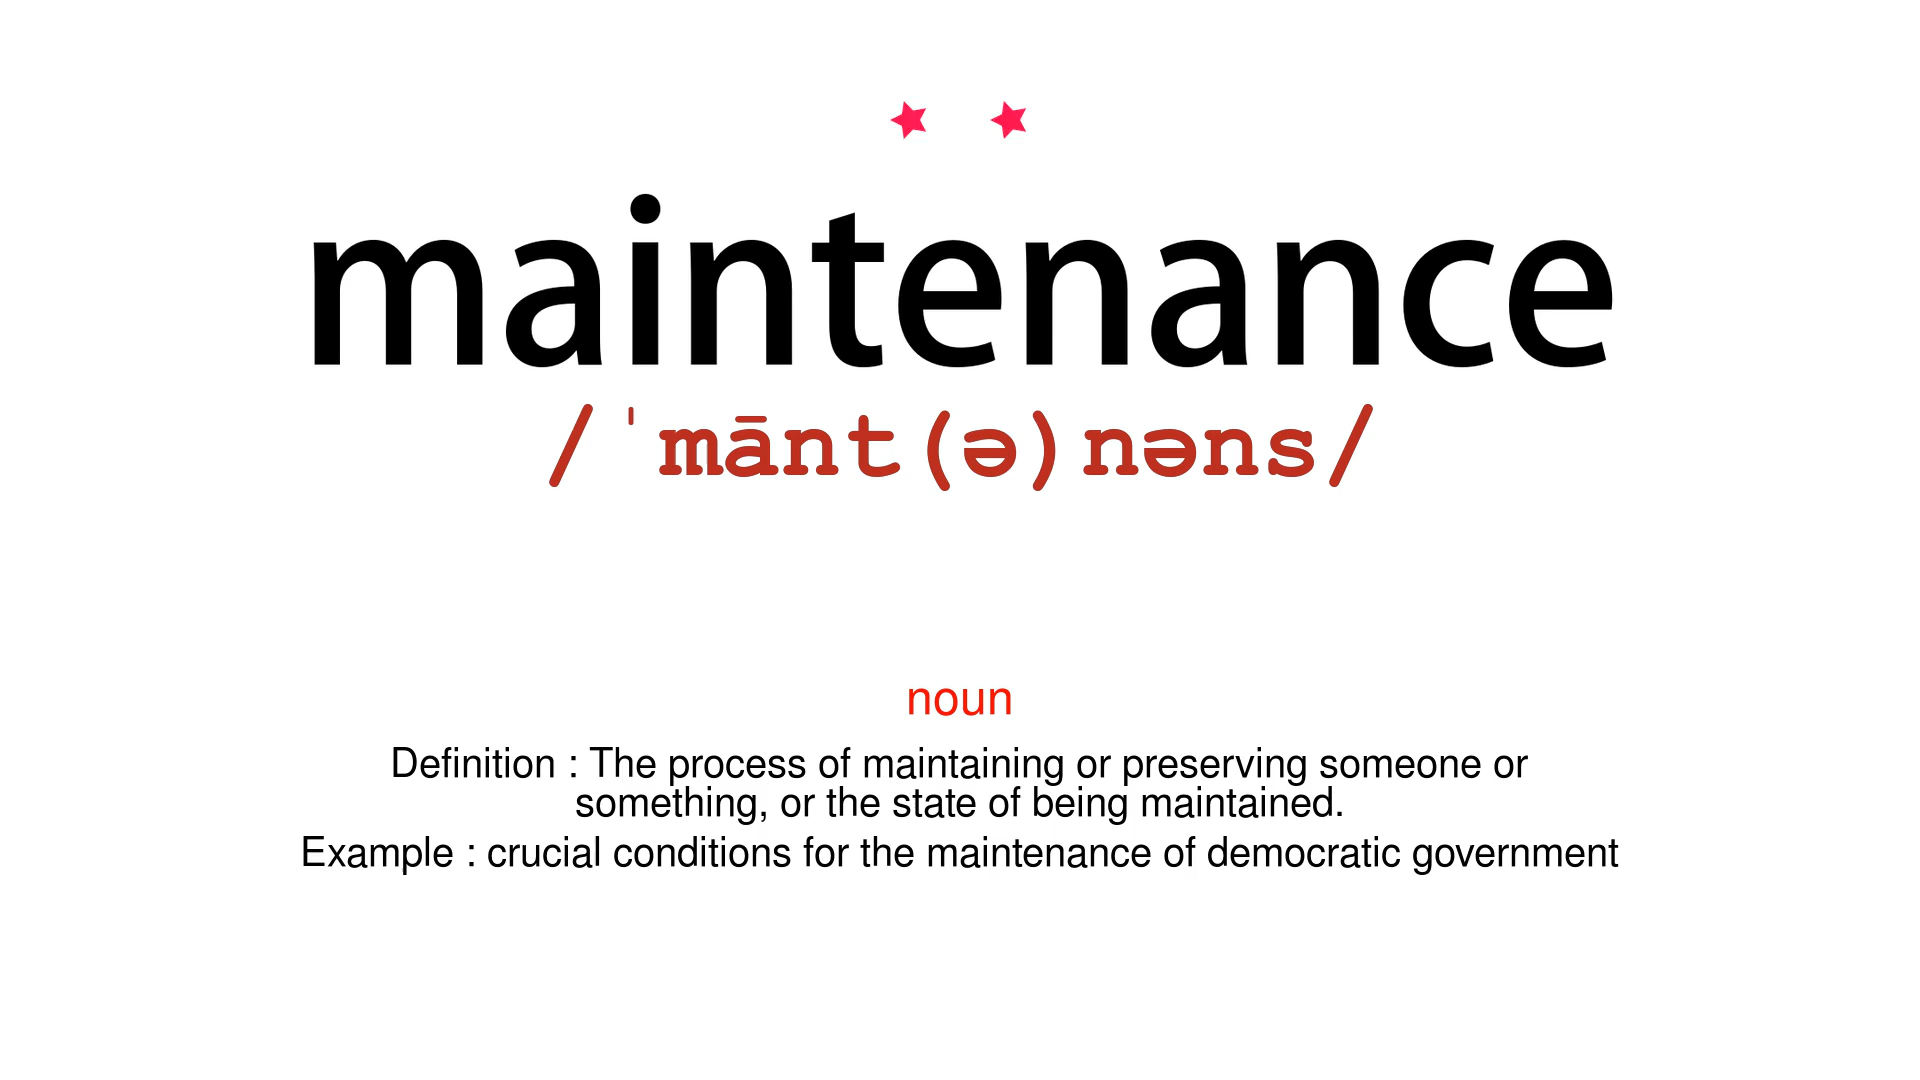 maintenance
/ˈmānt(ə)nəns/
noun
Definition : The process of maintaining or preserving someone or
something, or the state of being maintained.
Example : crucial conditions for the maintenance of democratic government